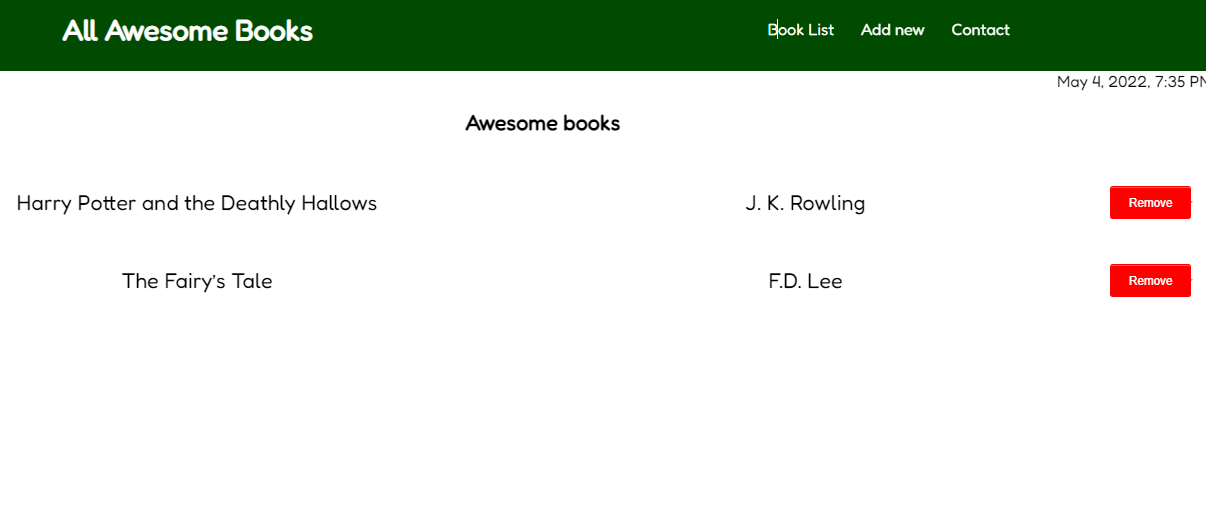 All Awesome Books Book List Add new Contact
May 4, 2022, 7:35 P
Awesome books
Harry Potter and the Deathly Hallows J. K. Rowling Remove
The Fairy’s Tale F.D. Lee Remove